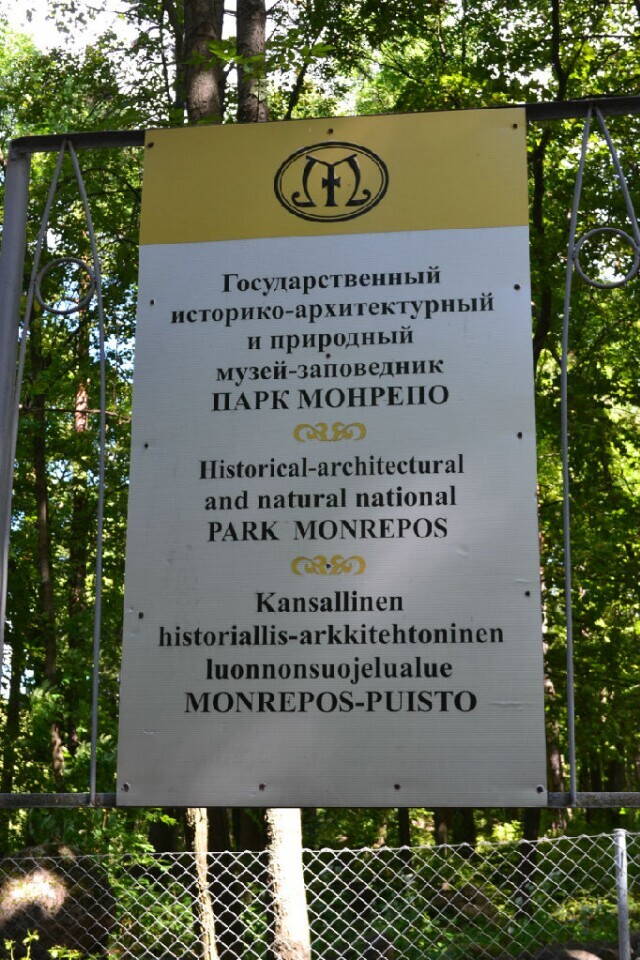 Государственный
историко-архитектурный
и природный
музей-заповедник
ПАРК МОНРЕПО
Historical-architectural
and natural national
PARK MONREPOS
Kansallinen
historiallis-arkkitehtoninen
luonnonsuojelualue
MONREPOS-PUISTO